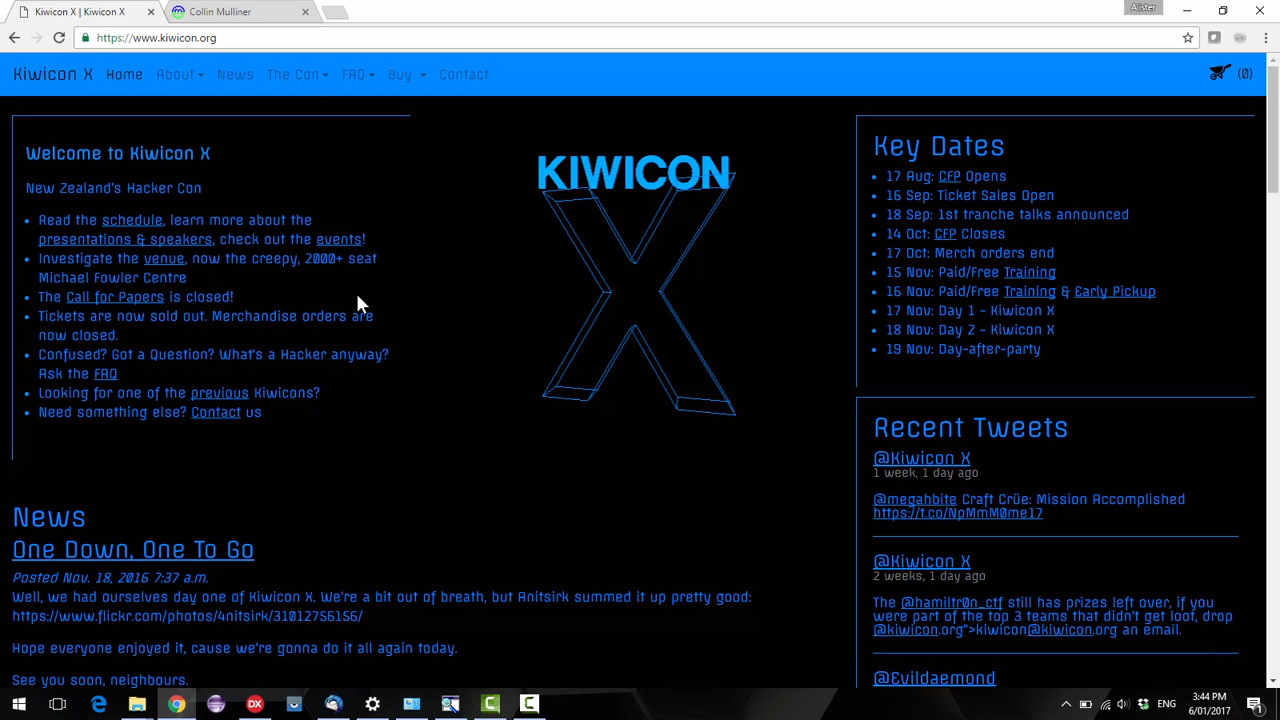 Kiwicon X | Kiwicon X
Collin Mulliner
Alister
https://www.kiwicon.org
Kiwicon X Home About News The Con FAQ Buy Contact (0)
Welcome to Kiwicon X
New Zealand's Hacker Con
Read the schedule, learn more about the
presentations & speakers, check out the events!
Investigate the venue, now the creepy, 2000+ seat
Michael Fowler Centre
The Call for Papers is closed!
Tickets are now sold out. Merchandise orders are
now closed.
Confused? Got a Question? What's a Hacker anyway?
Ask the FAQ
Looking for one of the previous Kiwicons?
Need something else? Contact us
KIWICON
X
Key Dates
17 Aug: CFP Opens
16 Sep: Ticket Sales Open
18 Sep: 1st tranche talks announced
14 Oct: CFP Closes
17 Oct: Merch orders end
15 Nov: Paid/Free Training
16 Nov: Paid/Free Training & Early Pickup
17 Nov: Day 1 - Kiwicon X
18 Nov: Day 2 - Kiwicon X
19 Nov: Day-after-party
News
One Down, One To Go
Posted Nov. 18, 2016 7:37 a.m.
Well, we had ourselves day one of Kiwicon X. We're a bit out of breath, but Anitsirk summed it up pretty good:
https://www.flickr.com/photos/4nitsirk/31012756156/
Hope everyone enjoyed it, cause we're gonna do it all again today.
See you soon, neighbours.
Recent Tweets
@Kiwicon X
1 week, 1 day ago
@megahbite Craft Crüe: Mission Accomplished
https://t.co/NpMmM0me17
@Kiwicon X
2 weeks, 1 day ago
The @hamiltr0n_ctf still has prizes left over, if you
were part of the top 3 teams that didn't get loot, drop
@kiwicon.org">kiwicon@kiwicon.org an email.
@Evildaemond
DX
ENG
3:44 PM
6/01/2017
1